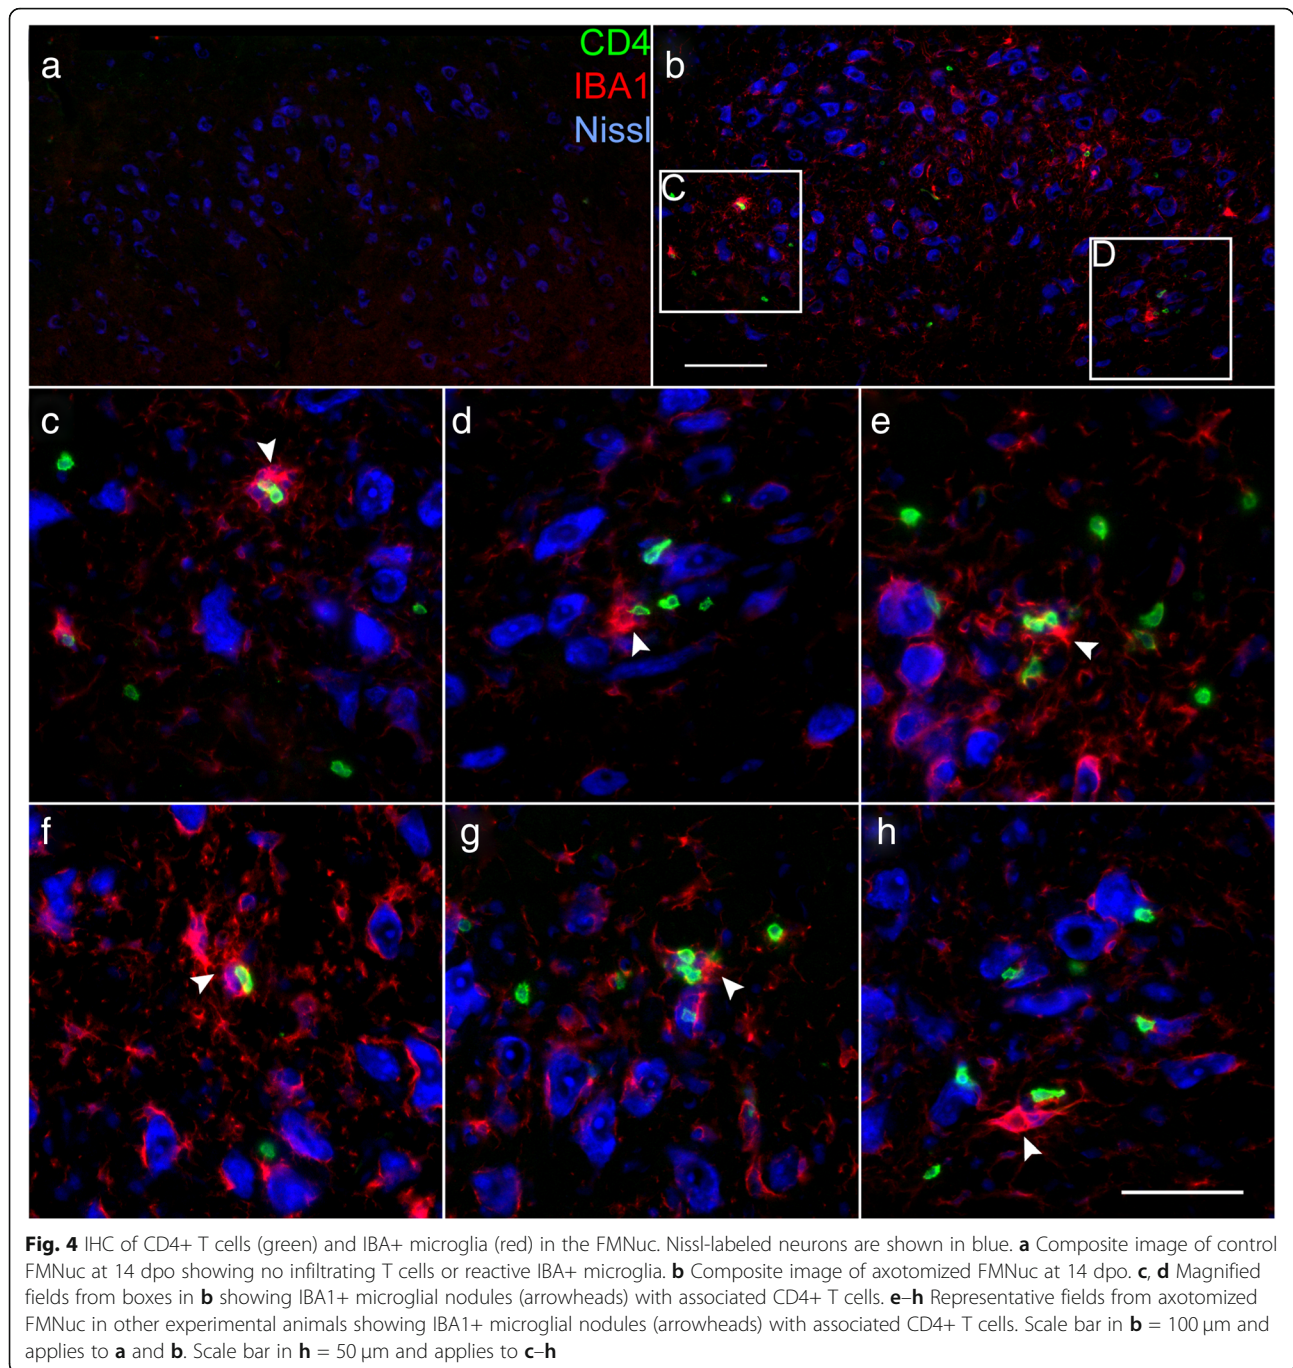 a
CD4
IBA1
Nissl
b
C
D
c
d
e
f
g
h
Fig. 4 IHC of CD4+ T cells (green) and IBA+ microglia (red) in the FMNuc. Nissl-labeled neurons are shown in blue. a Composite image of control
FMNuc at 14 dpo showing no infiltrating T cells or reactive IBA+ microglia. b Composite image of axotomized FMNuc at 14 dpo. c, d Magnified
fields from boxes in b showing IBA1+ microglial nodules (arrowheads) with associated CD4+ T cells. e–h Representative fields from axotomized
FMNuc in other experimental animals showing IBA1+ microglial nodules (arrowheads) with associated CD4+ T cells. Scale bar in b = 100 μm and
applies to a and b. Scale bar in h = 50 μm and applies to c–h